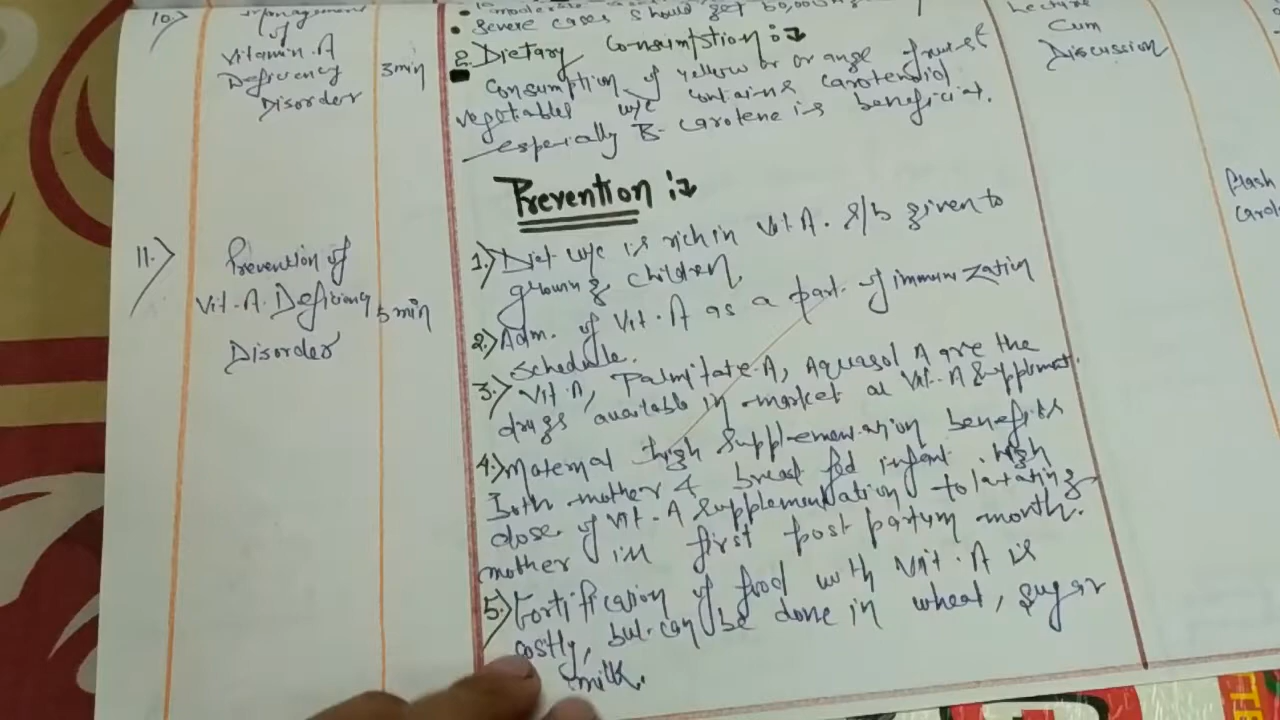 10)
management
of
Vitamin.A
Deficiency
Disorder
3min
• Severe cases should get 50,000
2. Dietary Consumption :-
Consumption of yellow or orange fruits
vegetables w/c contains carotenoid
especially B-carotene is beneficial.
Lecture
Cum
Discussion
Prevention :-
11.)
Prevention of
Vit.A. Deficiency
Disorder
5min
1.) Diet w/c is rich in Vit.A. s/b given to
growing children.
2.) Adm. of Vit.A as a part of immunization
Schedule.
3.) Vit.A, Palmitate.A, Aquasol A are the
drugs available in market as Vit.A supplement.
4.) Maternal high supplementation benefits
Both mother & breast fed infant. High
dose of Vit-A supplementation to lactating
mother in first post partum month.
5.) Fortification of food with Vit.A is
costly, but can be done in wheat, sugar
milk.
Flash